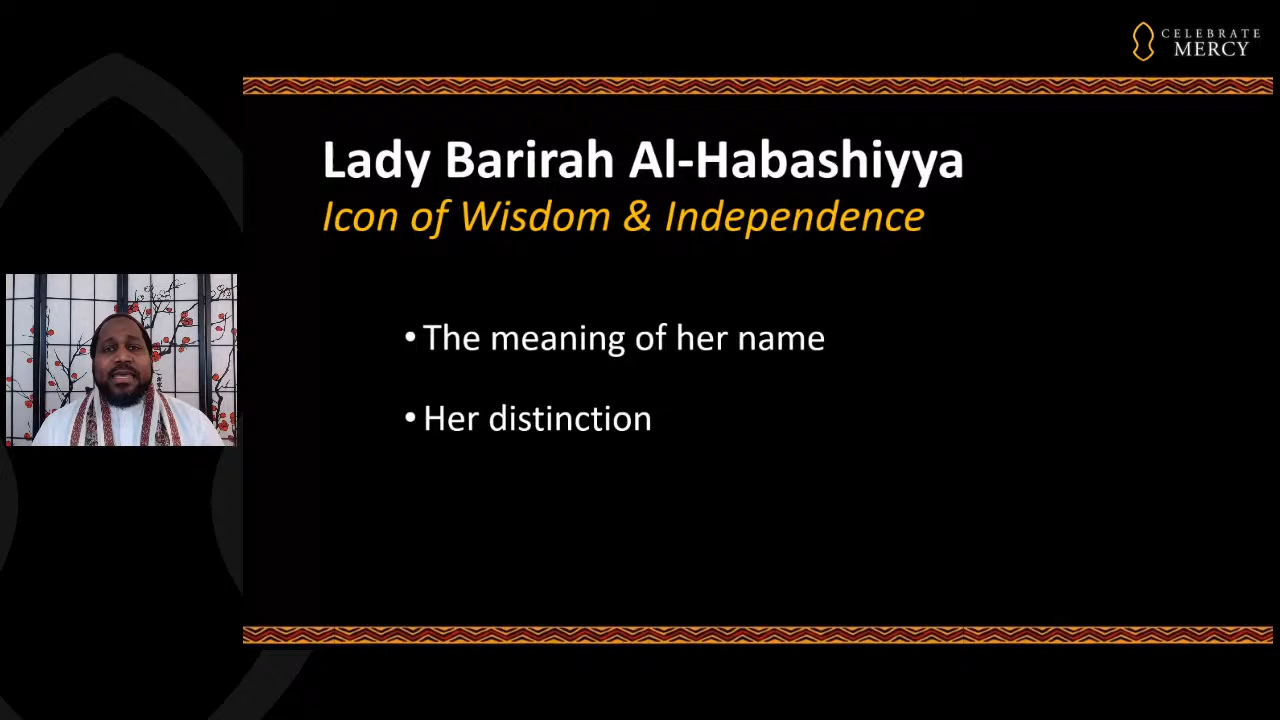 CELEBRATE
MERCY
Lady Barirah Al-Habashiyya
Icon of Wisdom & Independence
• The meaning of her name
• Her distinction